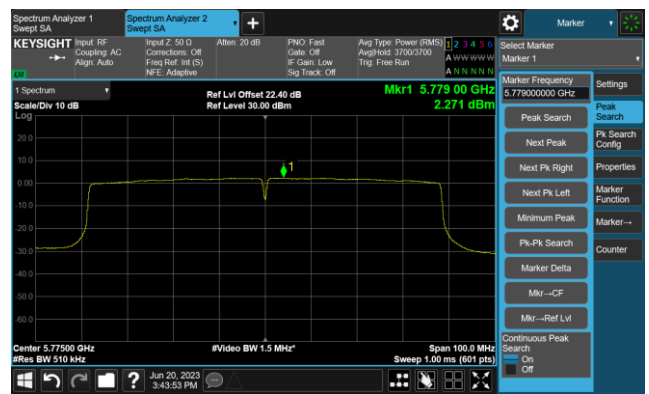 Spectrum Analyzer 1
Swept SA
Spectrum Analyzer 2
Swept SA
Marker
KEYSIGHT
Input: RF
Coupling: AC
Align: Auto
Input Z: 50 Ω
Corrections: Off
Freq Ref: Int (S)
NFE: Adaptive
Atten: 20 dB
PNO: Fast
Gate: Off
IF Gain: Low
Sig Track: Off
Avg Type: Power (RMS)
Avg|Hold: 3700/3700
Trig: Free Run
1 2 3 4 5 6
A W W W W W
A N N N N N
Select Marker
Marker 1
1 Spectrum
Scale/Div 10 dB
Log
Ref Lvl Offset 22.40 dB
Ref Level 30.00 dBm
Mkr1 5.779 00 GHz
2.271 dBm
20.0
10.0
0.00
-10.0
-20.0
-30.0
-40.0
-50.0
-60.0
1
Center 5.77500 GHz
#Res BW 510 kHz
#Video BW 1.5 MHz*
Span 100.0 MHz
Sweep 1.00 ms (601 pts)
Marker Frequency
5.779000000 GHz
Peak Search
Next Peak
Next Pk Right
Next Pk Left
Minimum Peak
Pk-Pk Search
Marker Delta
Mkr→CF
Mkr→Ref Lvl
Continuous Peak
Search
On
Off
Settings
Peak
Search
Pk Search
Config
Properties
Marker
Function
Marker→
Counter
Jun 20, 2023
3:43:53 PM